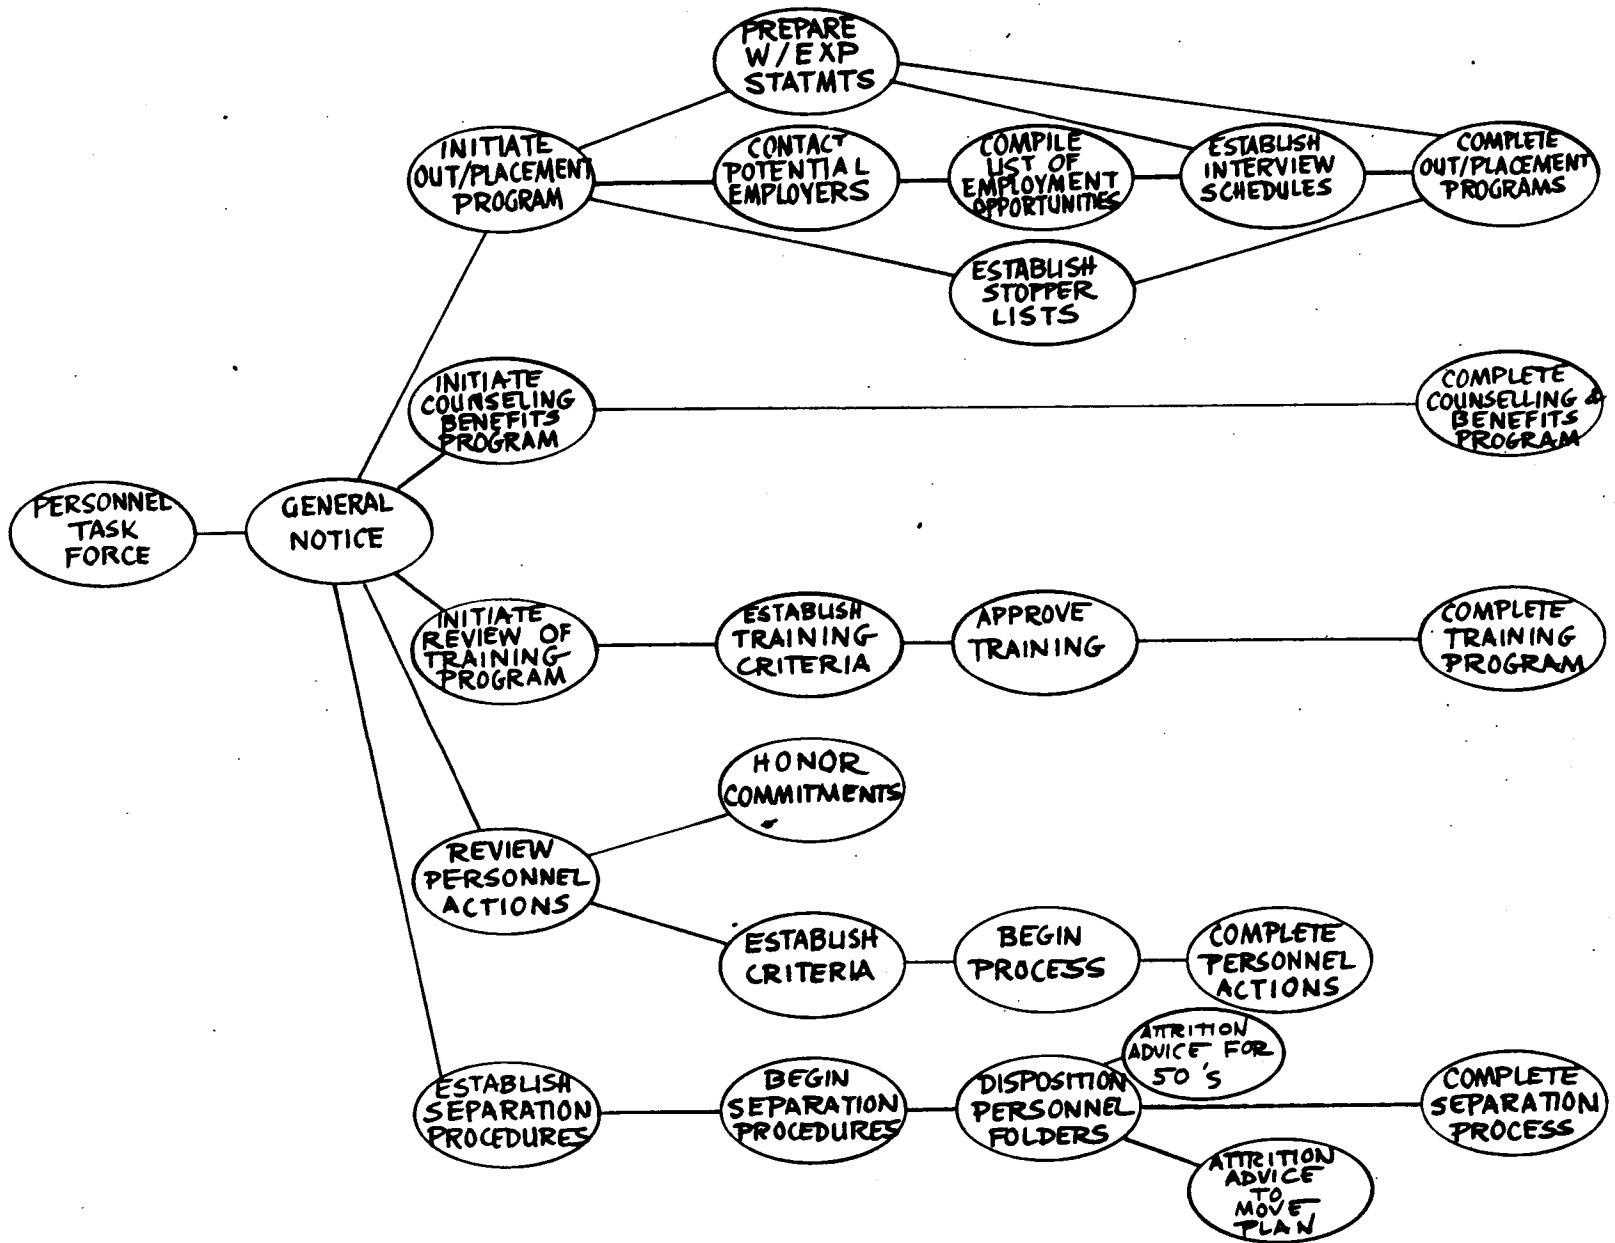 PREPARE
W/EXP
STATMTS
INITIATE
OUT/PLACEMENT
PROGRAM
CONTACT
POTENTIAL
EMPLOYERS
COMPILE
LIST OF
EMPLOYMENT
OPPORTUNITIES
ESTABLISH
INTERVIEW
SCHEDULES
COMPLETE
OUT/PLACEMENT
PROGRAMS
ESTABLISH
STOPPER
LISTS
INITIATE
COUNSELING
BENEFITS
PROGRAM
COMPLETE
COUNSELLING &
BENEFITS
PROGRAM
PERSONNEL
TASK
FORCE
GENERAL
NOTICE
INITIATE
REVIEW OF
TRAINING
PROGRAM
ESTABLISH
TRAINING
CRITERIA
APPROVE
TRAINING
COMPLETE
TRAINING
PROGRAM
HONOR
COMMITMENTS
REVIEW
PERSONNEL
ACTIONS
ESTABLISH
CRITERIA
BEGIN
PROCESS
COMPLETE
PERSONNEL
ACTIONS
ATTRITION
ADVICE FOR
50'S
ESTABLISH
SEPARATION
PROCEDURES
BEGIN
SEPARATION
PROCEDURES
DISPOSITION
PERSONNEL
FOLDERS
COMPLETE
SEPARATION
PROCESS
ATTRITION
ADVICE
TO
MOVE
PLAN